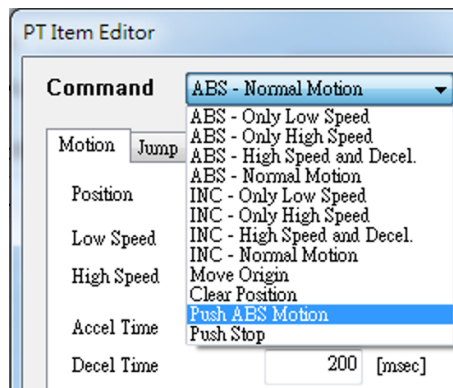 PT Item Editor
Command
ABS - Normal Motion
ABS - Only Low Speed
ABS - Only High Speed
ABS - High Speed and Decel.
ABS - Normal Motion
INC - Only Low Speed
INC - Only High Speed
INC - High Speed and Decel.
INC - Normal Motion
Move Origin
Clear Position
Push ABS Motion
Push Stop
Motion
Jump
Position
Low Speed
High Speed
Accel Time
Decel Time
200 [msec]